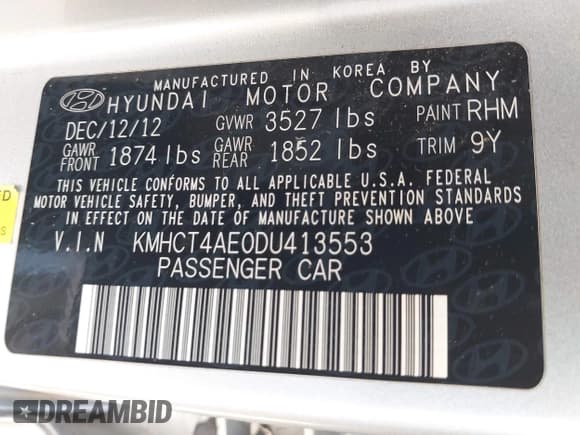 MANUFACTURED IN KOREA BY
HYUNDAI MOTOR COMPANY
DEC/12/12 GVWR 3527 lbs PAINT RHM
GAWR FRONT 1874 lbs GAWR REAR 1852 lbs TRIM 9Y
THIS VEHICLE CONFORMS TO ALL APPLICABLE U.S.A. FEDERAL
MOTOR VEHICLE SAFETY, BUMPER, AND THEFT PREVENTION STANDARDS
IN EFFECT ON THE DATE OF MANUFACTURE SHOWN ABOVE
V.I.N KMHCT4AE0DU413553
PASSENGER CAR
DREAMBID